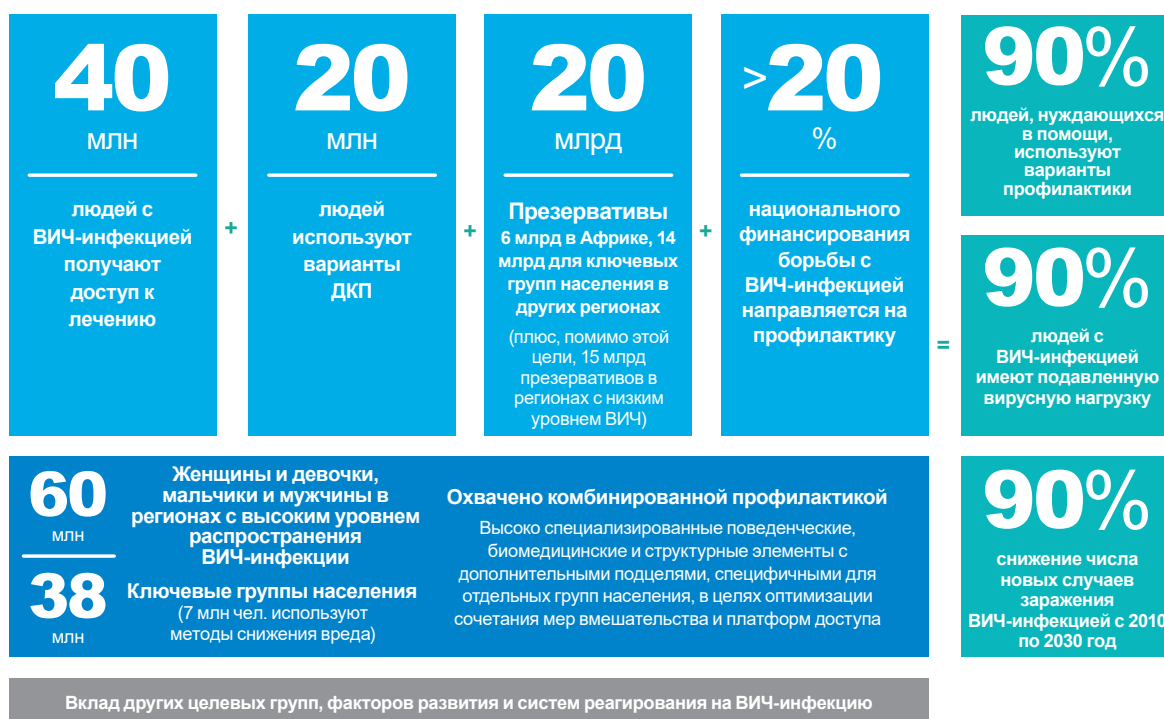 40
млн
людей с
ВИЧ-инфекцией
получают
доступ к
лечению
+
20
млн
людей
используют
варианты
ДКП
+
20
млрд
Презервативы
6 млрд в Африке, 14
млрд для ключевых
групп населения в
других регионах
(плюс, помимо этой
цели, 15 млрд
презервативов в
регионах с низким
уровнем ВИЧ)
+
>20
%
национального
финансирования
борьбы с
ВИЧ-инфекцией
направляется на
профилактику
=
90%
людей, нуждающихся
в помощи,
используют
варианты
профилактики
90%
людей с
ВИЧ-инфекцией
имеют подавленную
вирусную нагрузку
90%
снижение числа
новых случаев
заражения
ВИЧ-инфекцией с 2010
по 2030 год
60
млн
Женщины и девочки,
мальчики и мужчины в
регионах с высоким уровнем
распространения
ВИЧ-инфекции
38
млн
Ключевые группы населения
(7 млн чел. используют
методы снижения вреда)
Охвачено комбинированной профилактикой
Высоко специализированные поведенческие,
биомедицинские и структурные элементы с
дополнительными подцелями, специфичными для
отдельных групп населения, в целях оптимизации
сочетания мер вмешательства и платформ доступа
Вклад других целевых групп, факторов развития и систем реагирования на ВИЧ-инфекцию